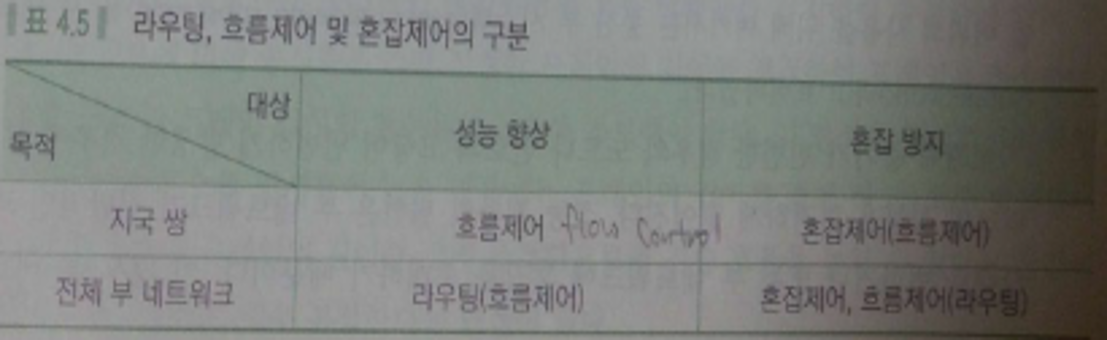 표 4.5 라우팅, 흐름제어 및 혼잡제어의 구분
대상
목적
성능 향상 혼잡 방지
지국 쌍 흐름제어 flow control 혼잡제어(흐름제어)
전체 부 네트워크 라우팅(흐름제어) 혼잡제어, 흐름제어(라우팅)